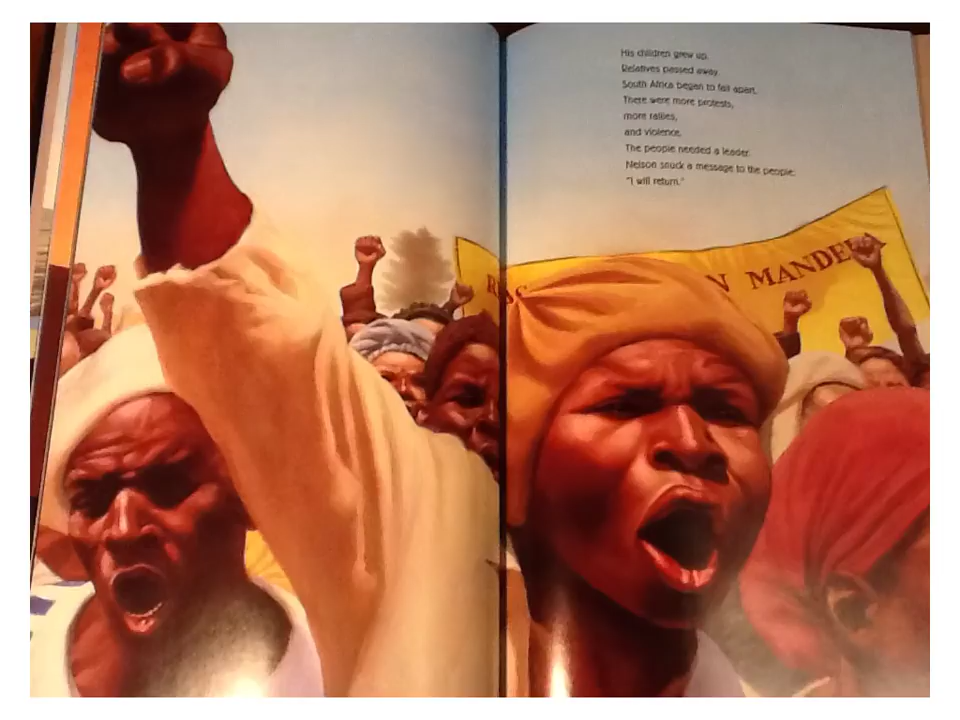 His children grew up.
Relatives passed away.
South Africa began to fall apart.
There were more protests,
more rallies,
and violence.
The people needed a leader.
Nelson snuck a message to the people:
"I will return."
N MANDELA